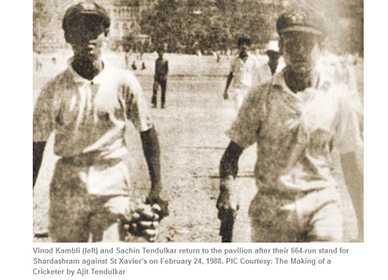 Vinod Kambli (left) and Sachin Tendulkar return to the pavilion after their 664-run stand for
Shardashram against St Xavier's on February 24, 1988. PIC Courtesy: The Making of a
Cricketer by Ajit Tendulkar